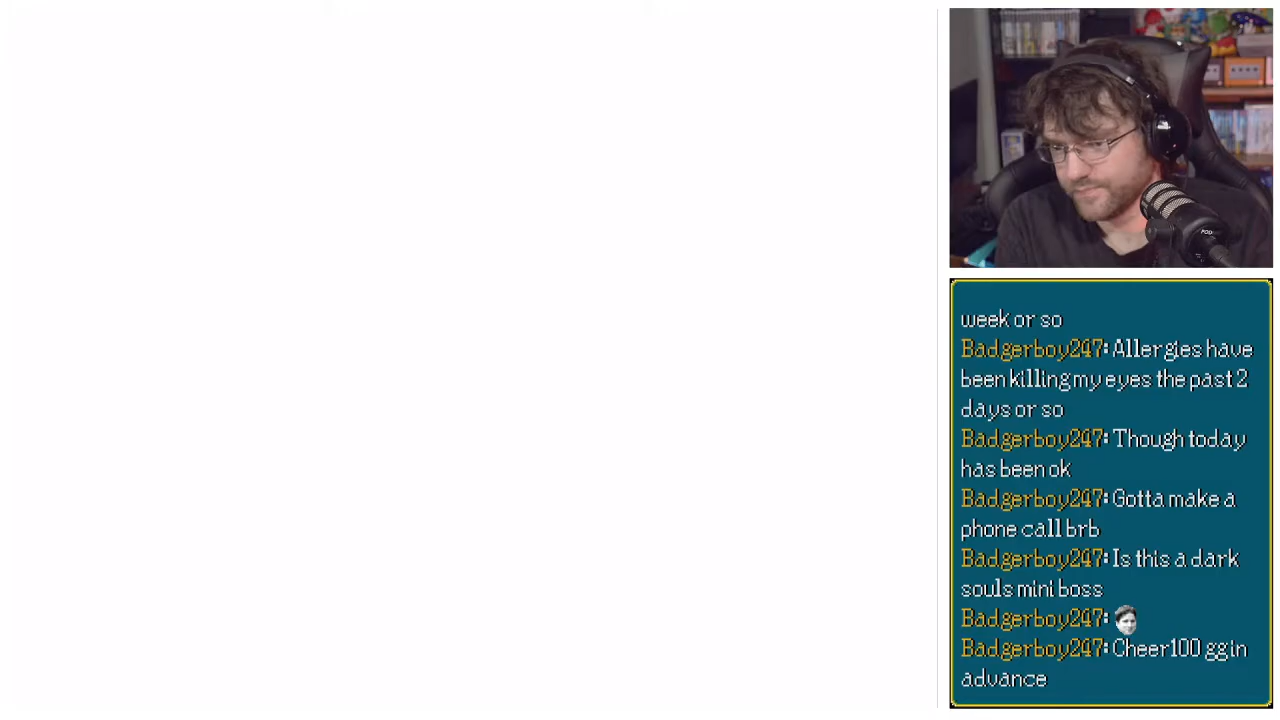 week or so
Badgerboy247: Allergies have
been killing my eyes the past 2
days or so
Badgerboy247: Though today
has been ok
Badgerboy247: Gotta make a
phone call brb
Badgerboy247: Is this a dark
souls mini boss
Badgerboy247:
Badgerboy247: Cheer100 gg in
advance